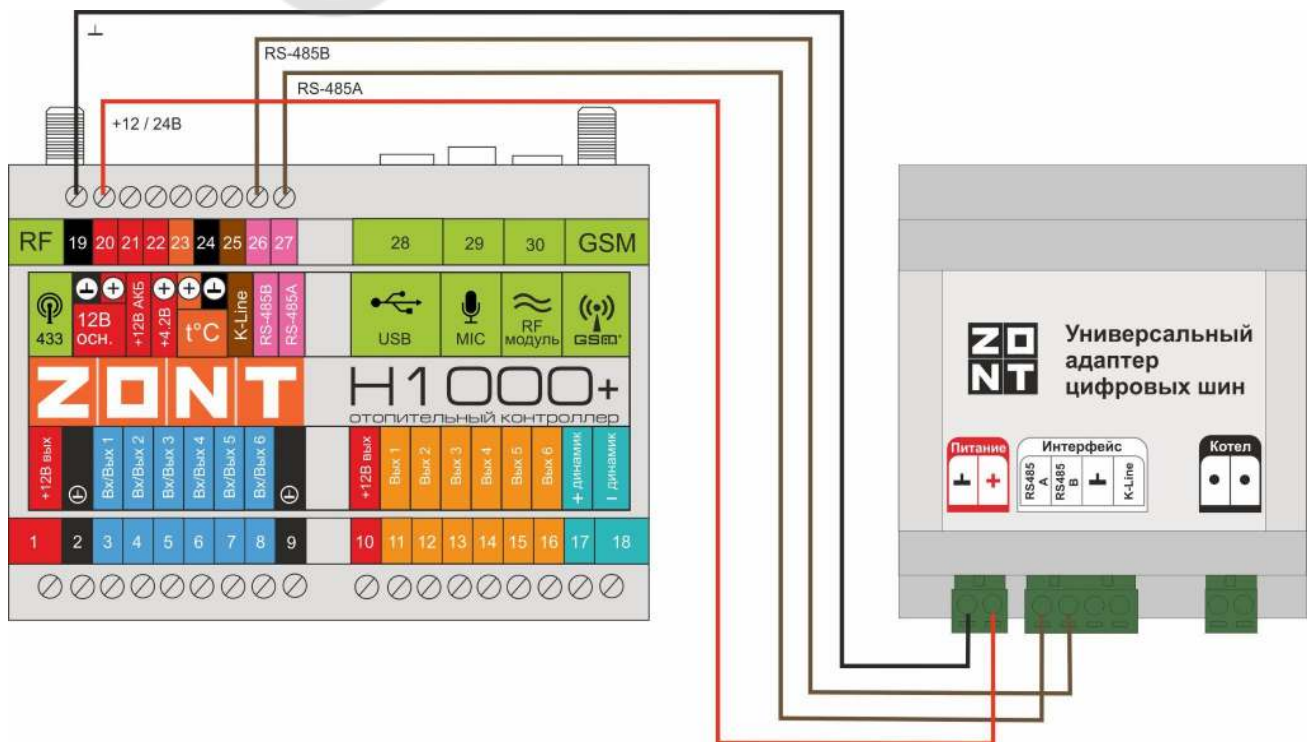 ⊥
RS-485B
RS-485A
+12 / 24В
RF 19 20 21 22 23 24 25 26 27 28 29 30 GSM
433
12В
осн.
+12В АКБ
+4.2В
t°C
K-Line
RS-485B
RS-485A
USB
MIC
RF
модуль
GSM
ZONT
H1000+
отопительный контроллер
+12В вых
Вх/Вых 1
Вх/Вых 2
Вх/Вых 3
Вх/Вых 4
Вх/Вых 5
Вх/Вых 6
+12В вых
Вых 1
Вых 2
Вых 3
Вых 4
Вых 5
Вых 6
+ динамик
– динамик
1 2 3 4 5 6 7 8 9 10 11 12 13 14 15 16 17 18
ZO
NT
Универсальный
адаптер
цифровых шин
Питание
⊥ +
Интерфейс
RS485
A
RS485
B
⊥
K-Line
Котел